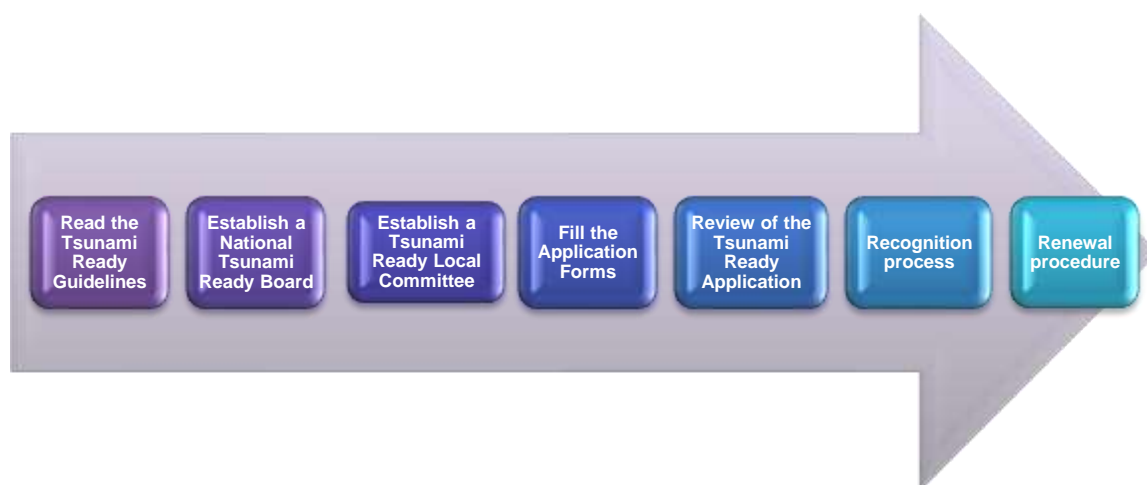 Read the
Tsunami
Ready
Guidelines
Establish a
National
Tsunami
Ready Board
Establish a
Tsunami
Ready Local
Committee
Fill the
Application
Forms
Review of the
Tsunami
Ready
Application
Recognition
process
Renewal
procedure